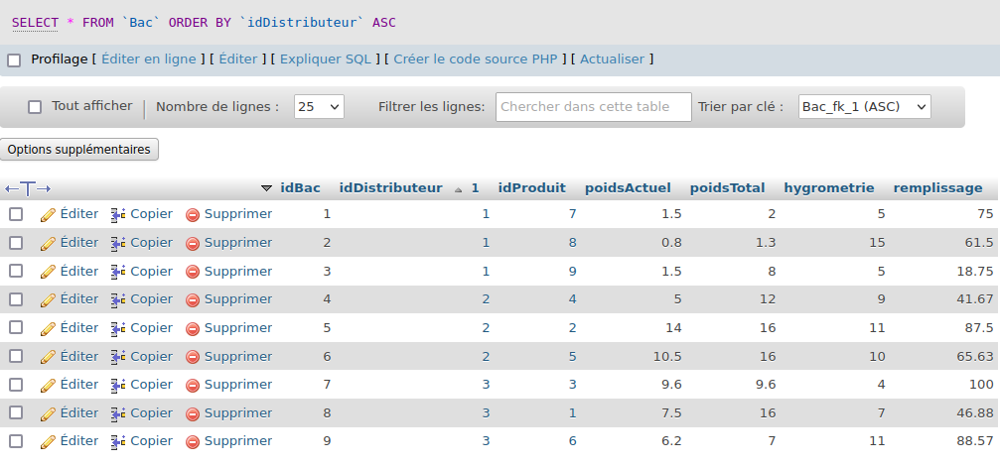 SELECT * FROM `Bac` ORDER BY `idDistributeur` ASC
Profilage [ Éditer en ligne ] [ Éditer ] [ Expliquer SQL ] [ Créer le code source PHP ] [ Actualiser ]
Tout afficher Nombre de lignes : 25 Filtrer les lignes: Chercher dans cette table Trier par clé : Bac_fk_1 (ASC)
Options supplémentaires
←T→ idBac idDistributeur 1 idProduit poidsActuel poidsTotal hygrometrie remplissage
Éditer Copier Supprimer 1 1 7 1.5 2 5 75
Éditer Copier Supprimer 2 1 8 0.8 1.3 15 61.5
Éditer Copier Supprimer 3 1 9 1.5 8 5 18.75
Éditer Copier Supprimer 4 2 4 5 12 9 41.67
Éditer Copier Supprimer 5 2 2 14 16 11 87.5
Éditer Copier Supprimer 6 2 5 10.5 16 10 65.63
Éditer Copier Supprimer 7 3 3 9.6 9.6 4 100
Éditer Copier Supprimer 8 3 1 7.5 16 7 46.88
Éditer Copier Supprimer 9 3 6 6.2 7 11 88.57